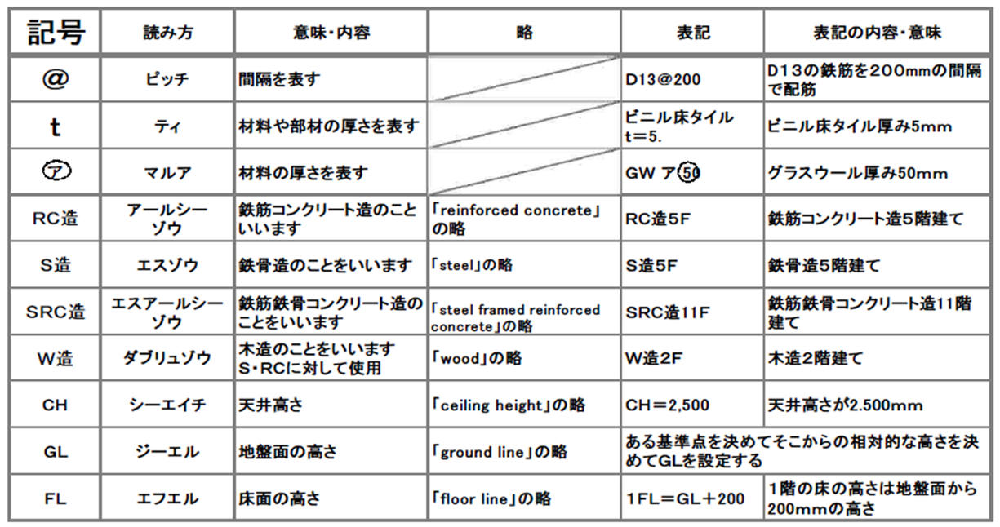 記号 読み方 意味・内容 略 表記 表記の内容・意味
@ ピッチ 間隔を表す D13@200 D13の鉄筋を200mmの間隔
で配筋
t ティ 材料や部材の厚さを表す ビニル床タイル
t=5. ビニル床タイル厚み5mm
㋐ マルア 材料の厚さを表す GW ア㊿ グラスウール厚み50mm
RC造 アールシー
ゾウ 鉄筋コンクリート造のこと
いいます 「reinforced concrete」
の略 RC造5F 鉄筋コンクリート造5階建て
S造 エスゾウ 鉄骨造のことをいいます 「steel」の略 S造5F 鉄骨造5階建て
SRC造 エスアールシー
ゾウ 鉄筋鉄骨コンクリート造の
ことをいいます 「steel framed reinforced
concrete」の略 SRC造11F 鉄筋鉄骨コンクリート造11階
建て
W造 ダブリュゾウ 木造のことをいいます
S・RCに対して使用 「wood」の略 W造2F 木造2階建て
CH シーエイチ 天井高さ 「ceiling height」の略 CH=2,500 天井高さが2.500mm
GL ジーエル 地盤面の高さ 「ground line」の略 ある基準点を決めてそこからの相対的な高さを決
めてGLを設定する
FL エフエル 床面の高さ 「floor line」の略 1FL=GL+200 1階の床の高さは地盤面から
200mmの高さ